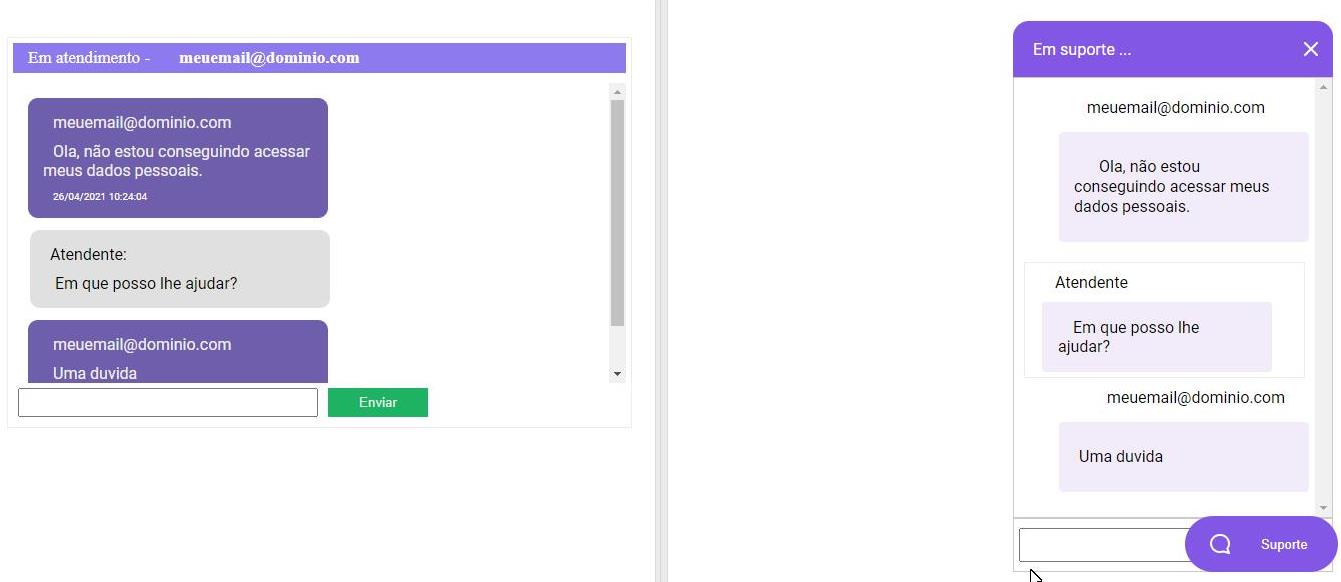 Em atendimento - meuemail@dominio.com
meuemail@dominio.com
Ola, não estou conseguindo acessar
meus dados pessoais.
26/04/2021 10:24:04
Atendente:
Em que posso lhe ajudar?
meuemail@dominio.com
Uma duvida
Enviar
Em suporte ...
meuemail@dominio.com
Ola, não estou
conseguindo acessar meus
dados pessoais.
Atendente
Em que posso lhe
ajudar?
meuemail@dominio.com
Uma duvida
Suporte